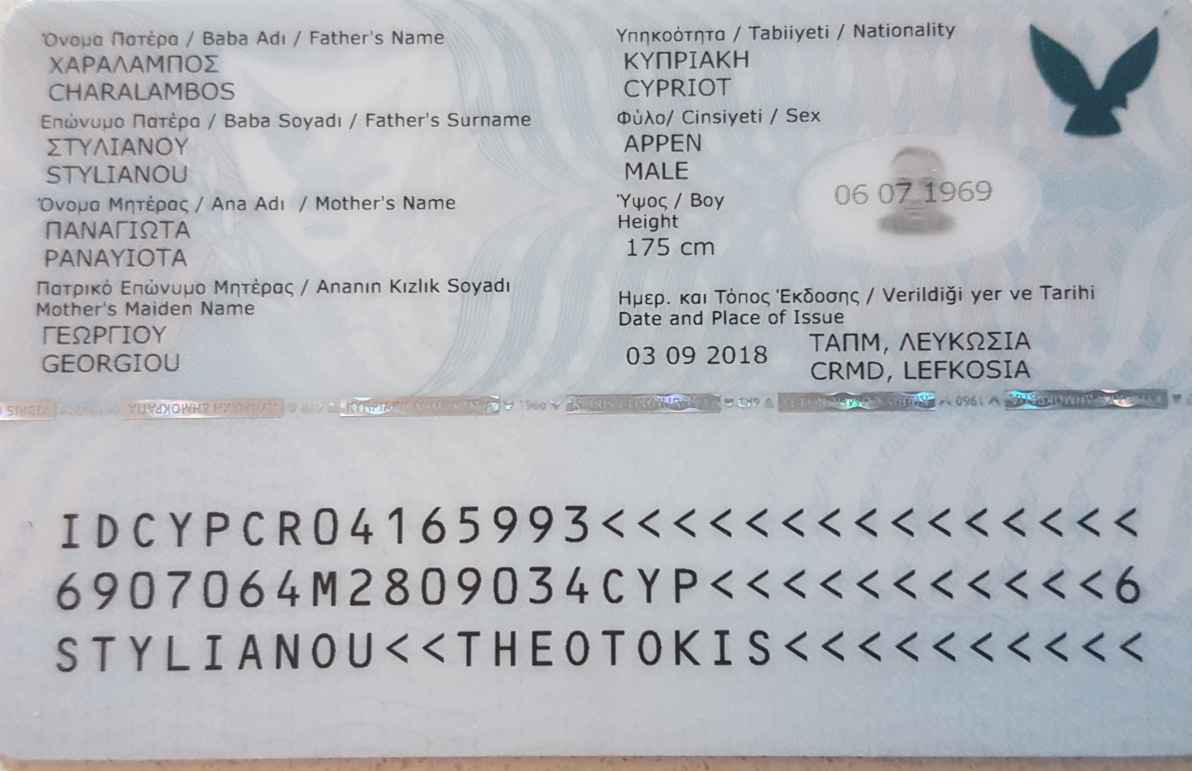 Όνομα Πατέρα / Baba Adı / Father's Name
ΧΑΡΑΛΑΜΠΟΣ
CHARALAMBOS
Επώνυμο Πατέρα / Baba Soyadı / Father's Surname
ΣΤΥΛΙΑΝΟΥ
STYLIANOU
Όνομα Μητέρας / Ana Adı / Mother's Name
ΠΑΝΑΓΙΩΤΑ
PANAYIOTA
Πατρικό Επώνυμο Μητέρας / Ananın Kızlık Soyadı
Mother's Maiden Name
ΓΕΩΡΓΙΟΥ
GEORGIOU
Υπηκοότητα / Tabiiyeti / Nationality
ΚΥΠΡΙΑΚΗ
CYPRIOT
Φύλο/ Cinsiyeti / Sex
ΑΡΡΕΝ
MALE
Ύψος / Boy
Height
175 cm
06 07 1969
Ημερ. και Τόπος Έκδοσης / Verildiği yer ve Tarihi
Date and Place of Issue
03 09 2018
ΤΑΠΜ, ΛΕΥΚΩΣΙΑ
CRMD, LEFKOSIA
IDCYPCR04165993<<<<<<<<<<<<<<<
6907064M2809034CYP<<<<<<<<<<<6
STYLIANOU<<THEOTOKIS<<<<<<<<<<